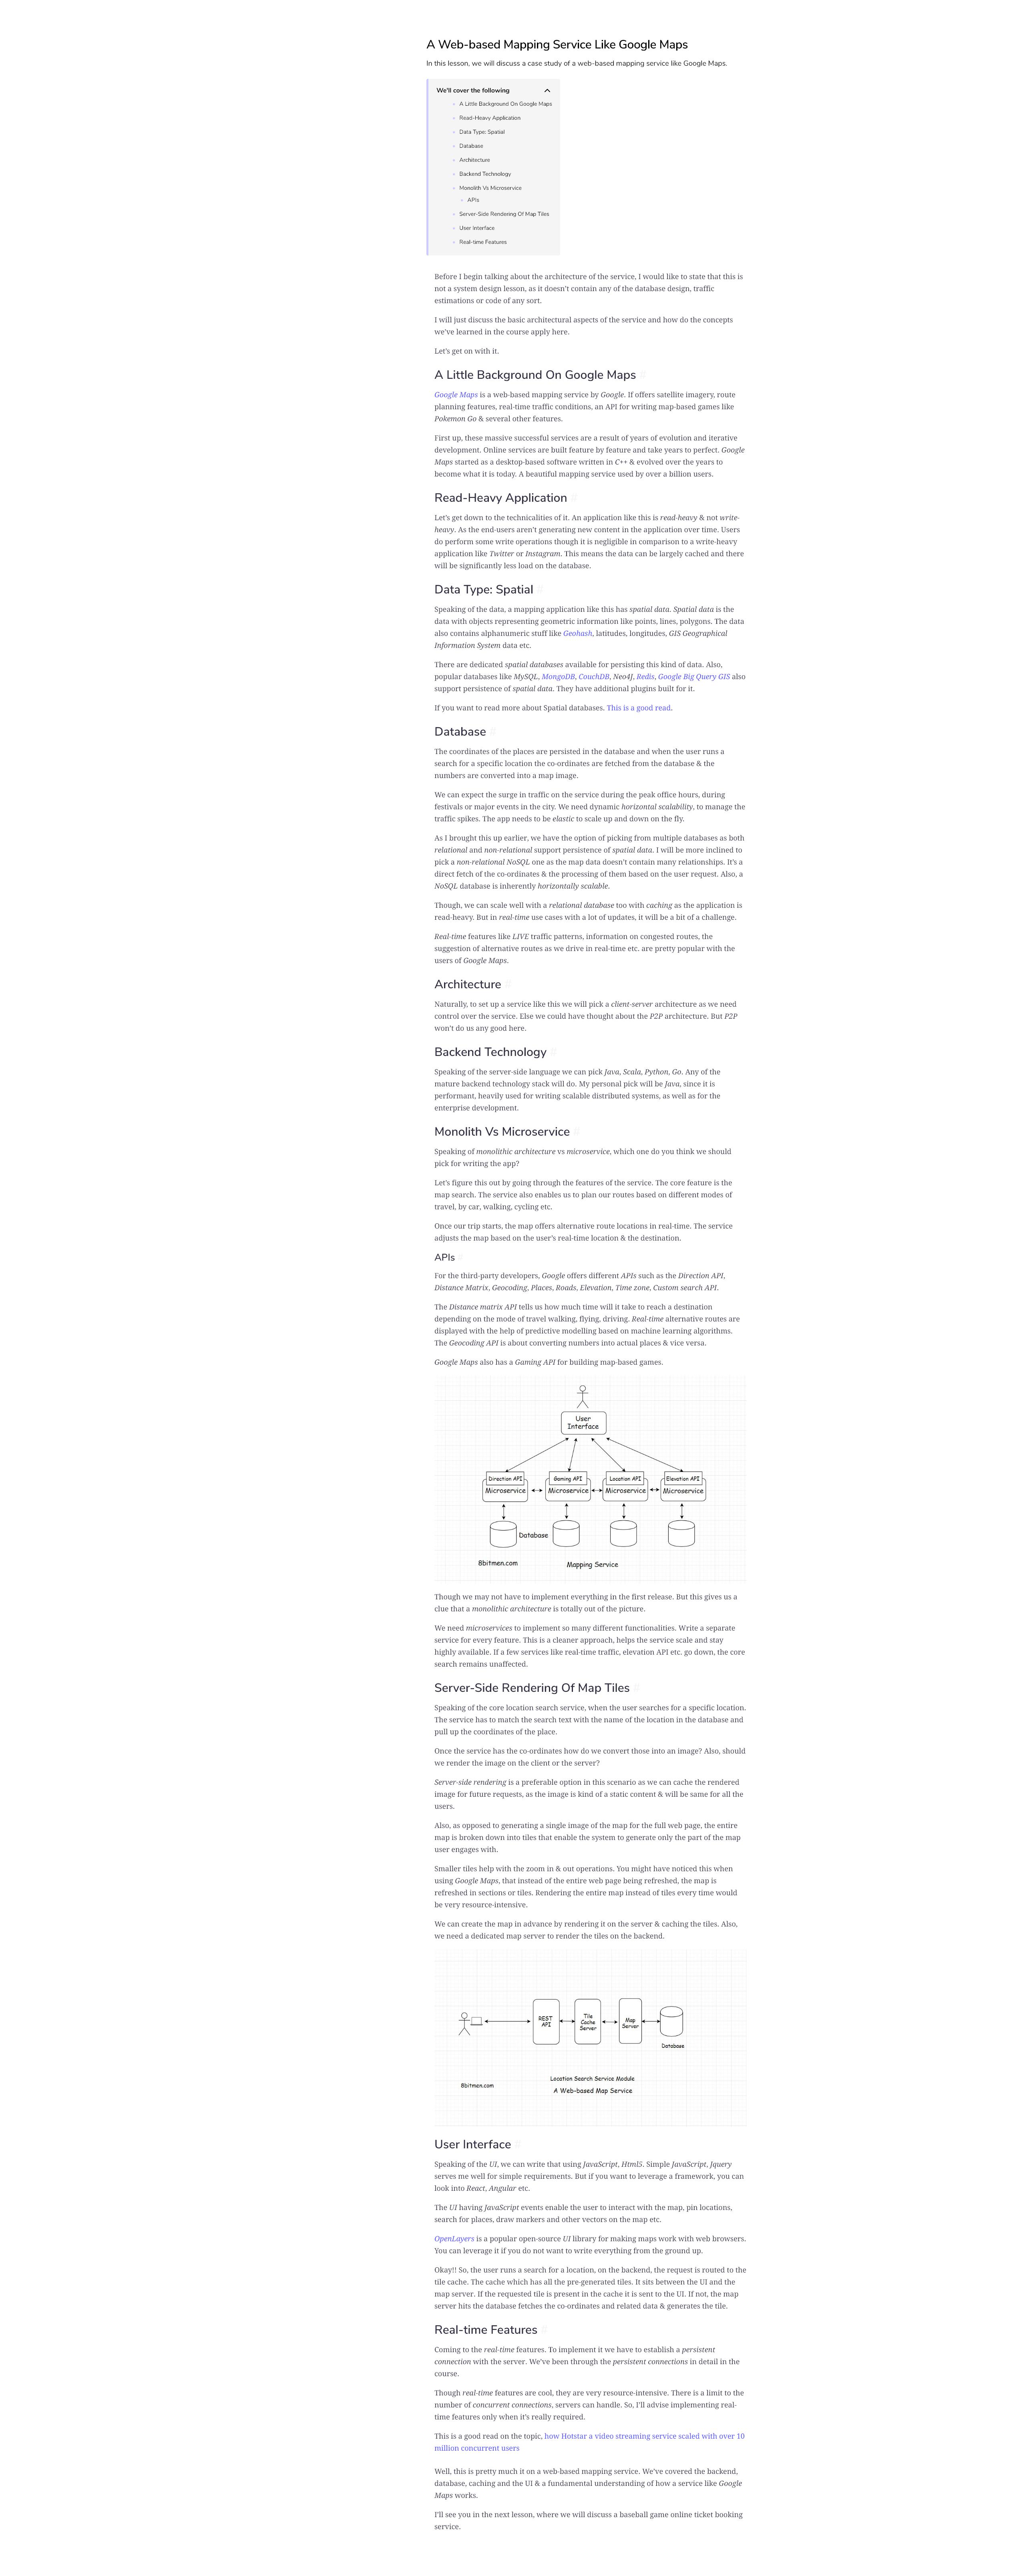 A Web-based Mapping Service Like Google Maps
In this lesson, we will discuss a case study of a web-based mapping service like Google Maps.
We'll cover the following
A Little Background On Google Maps
Read-Heavy Application
Data Type: Spatial
Database
Architecture
Backend Technology
Monolith Vs Microservice
APIs
Server-Side Rendering Of Map Tiles
User Interface
Real-time Features
Before I begin talking about the architecture of the service, I would like to state that this is
not a system design lesson, as it doesn't contain any of the database design, traffic
estimations or code of any sort.
I will just discuss the basic architectural aspects of the service and how do the concepts
we've learned in the course apply here.
Let's get on with it.
A Little Background On Google Maps #
Google Maps is a web-based mapping service by Google. If offers satellite imagery, route
planning features, real-time traffic conditions, an API for writing map-based games like
Pokemon Go & several other features.
First up, these massive successful services are a result of years of evolution and iterative
development. Online services are built feature by feature and take years to perfect. Google
Maps started as a desktop-based software written in C++ & evolved over the years to
become what it is today. A beautiful mapping service used by over a billion users.
Read-Heavy Application #
Let's get down to the technicalities of it. An application like this is read-heavy & not write-
heavy. As the end-users aren't generating new content in the application over time. Users
do perform some write operations though it is negligible in comparison to a write-heavy
application like Twitter or Instagram. This means the data can be largely cached and there
will be significantly less load on the database.
Data Type: Spatial #
Speaking of the data, a mapping application like this has spatial data. Spatial data is the
data with objects representing geometric information like points, lines, polygons. The data
also contains alphanumeric stuff like Geohash, latitudes, longitudes, GIS Geographical
Information System data etc.
There are dedicated spatial databases available for persisting this kind of data. Also,
popular databases like MySQL, MongoDB, CouchDB, Neo4J, Redis, Google Big Query GIS also
support persistence of spatial data. They have additional plugins built for it.
If you want to read more about Spatial databases. This is a good read.
Database #
The coordinates of the places are persisted in the database and when the user runs a
search for a specific location the co-ordinates are fetched from the database & the
numbers are converted into a map image.
We can expect the surge in traffic on the service during the peak office hours, during
festivals or major events in the city. We need dynamic horizontal scalability, to manage the
traffic spikes. The app needs to be elastic to scale up and down on the fly.
As I brought this up earlier, we have the option of picking from multiple databases as both
relational and non-relational support persistence of spatial data. I will be more inclined to
pick a non-relational NoSQL one as the map data doesn't contain many relationships. It's a
direct fetch of the co-ordinates & the processing of them based on the user request. Also, a
NoSQL database is inherently horizontally scalable.
Though, we can scale well with a relational database too with caching as the application is
read-heavy. But in real-time use cases with a lot of updates, it will be a bit of a challenge.
Real-time features like LIVE traffic patterns, information on congested routes, the
suggestion of alternative routes as we drive in real-time etc. are pretty popular with the
users of Google Maps.
Architecture #
Naturally, to set up a service like this we will pick a client-server architecture as we need
control over the service. Else we could have thought about the P2P architecture. But P2P
won't do us any good here.
Backend Technology #
Speaking of the server-side language we can pick Java, Scala, Python, Go. Any of the
mature backend technology stack will do. My personal pick will be Java, since it is
performant, heavily used for writing scalable distributed systems, as well as for the
enterprise development.
Monolith Vs Microservice #
Speaking of monolithic architecture vs microservice, which one do you think we should
pick for writing the app?
Let's figure this out by going through the features of the service. The core feature is the
map search. The service also enables us to plan our routes based on different modes of
travel, by car, walking, cycling etc.
Once our trip starts, the map offers alternative route locations in real-time. The service
adjusts the map based on the user's real-time location & the destination.
APIs #
For the third-party developers, Google offers different APIs such as the Direction API,
Distance Matrix, Geocoding, Places, Roads, Elevation, Time zone, Custom search API.
The Distance matrix API tells us how much time will it take to reach a destination
depending on the mode of travel walking, flying, driving. Real-time alternative routes are
displayed with the help of predictive modelling based on machine learning algorithms.
The Geocoding API is about converting numbers into actual places & vice versa.
Google Maps also has a Gaming API for building map-based games.
User
Interface
Direction API Gaming API Location API Elevation API
Microservice Microservice Microservice Microservice
Database
8bitmen.com Mapping Service
Though we may not have to implement everything in the first release. But this gives us a
clue that a monolithic architecture is totally out of the picture.
We need microservices to implement so many different functionalities. Write a separate
service for every feature. This is a cleaner approach, helps the service scale and stay
highly available. If a few services like real-time traffic, elevation API etc. go down, the core
search remains unaffected.
Server-Side Rendering Of Map Tiles #
Speaking of the core location search service, when the user searches for a specific location.
The service has to match the search text with the name of the location in the database and
pull up the coordinates of the place.
Once the service has the co-ordinates how do we convert those into an image? Also, should
we render the image on the client or the server?
Server-side rendering is a preferable option in this scenario as we can cache the rendered
image for future requests, as the image is kind of a static content & will be same for all the
users.
Also, as opposed to generating a single image of the map for the full web page, the entire
map is broken down into tiles that enable the system to generate only the part of the map
user engages with.
Smaller tiles help with the zoom in & out operations. You might have noticed this when
using Google Maps, that instead of the entire web page being refreshed, the map is
refreshed in sections or tiles. Rendering the entire map instead of tiles every time would
be very resource-intensive.
We can create the map in advance by rendering it on the server & caching the tiles. Also,
we need a dedicated map server to render the tiles on the backend.
REST
API
Tile
Cache
Server
Map
Server
Database
Location Search Service Module
8bitmen.com
A Web-based Map Service
User Interface #
Speaking of the UI, we can write that using JavaScript, Html5. Simple JavaScript, Jquery
serves me well for simple requirements. But if you want to leverage a framework, you can
look into React, Angular etc.
The UI having JavaScript events enable the user to interact with the map, pin locations,
search for places, draw markers and other vectors on the map etc.
OpenLayers is a popular open-source UI library for making maps work with web browsers.
You can leverage it if you do not want to write everything from the ground up.
Okay!! So, the user runs a search for a location, on the backend, the request is routed to the
tile cache. The cache which has all the pre-generated tiles. It sits between the UI and the
map server. If the requested tile is present in the cache it is sent to the UI. If not, the map
server hits the database fetches the co-ordinates and related data & generates the tile.
Real-time Features #
Coming to the real-time features. To implement it we have to establish a persistent
connection with the server. We've been through the persistent connections in detail in the
course.
Though real-time features are cool, they are very resource-intensive. There is a limit to the
number of concurrent connections, servers can handle. So, I'll advise implementing real-
time features only when it's really required.
This is a good read on the topic, how Hotstar a video streaming service scaled with over 10
million concurrent users
Well, this is pretty much it on a web-based mapping service. We've covered the backend,
database, caching and the UI & a fundamental understanding of how a service like Google
Maps works.
I'll see you in the next lesson, where we will discuss a baseball game online ticket booking
service.